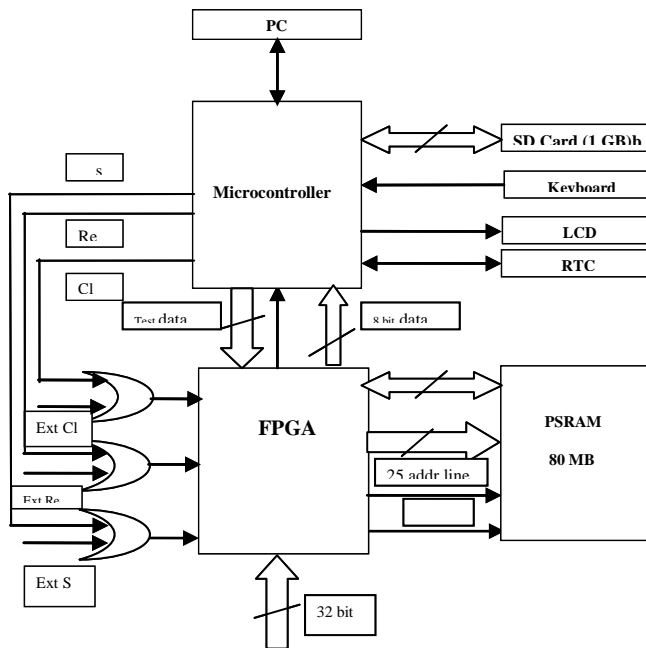 PC
SD Card (1 GB)b
s
Keyboard
Microcontroller
Re
LCD
RTC
Cl
Test data
8 bit data
FPGA
PSRAM
80 MB
Ext Cl
25 addr line
Ext Re
Ext S
32 bit